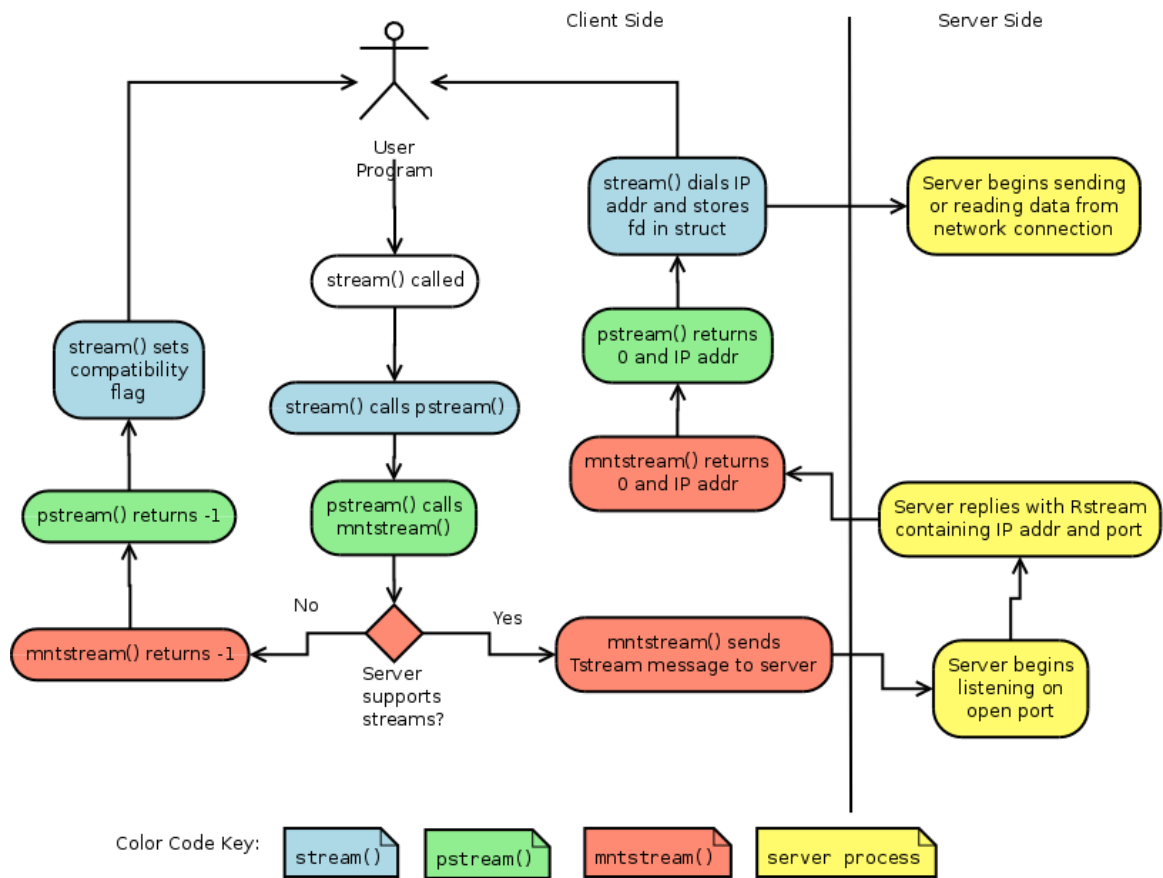 Client Side
Server Side
User
Program
stream() dials IP
addr and stores
fd in struct
Server begins sending
or reading data from
network connection
stream() called
pstream() returns
0 and IP addr
stream() sets
compatibility
flag
stream() calls pstream()
mntstream() returns
0 and IP addr
pstream() returns -1
pstream() calls
mntstream()
Server replies with Rstream
containing IP addr and port
No
Yes
mntstream() returns -1
Server
supports
streams?
mntstream() sends
Tstream message to server
Server begins
listening on
open port
Color Code Key:
stream()
pstream()
mntstream()
server process